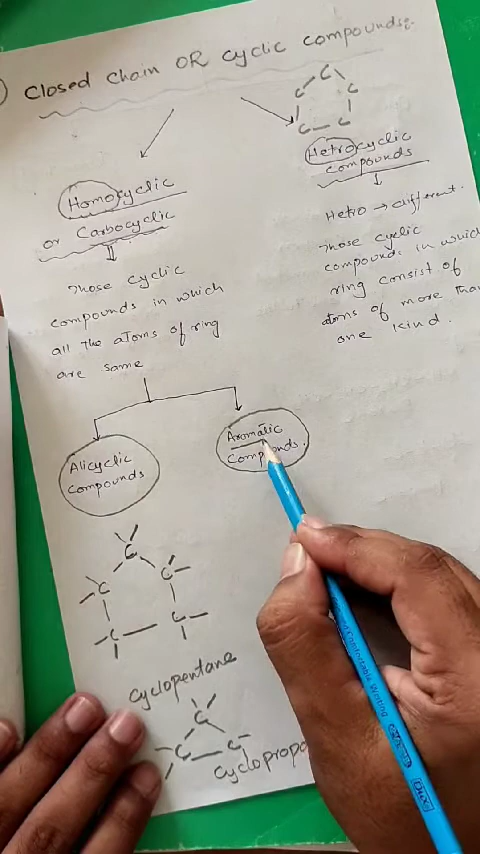 Closed Chain OR Cyclic Compounds:-
C
C C
C - C
Homocyclic
or Carbocyclic
Those cyclic
compounds in which
all the atoms of ring
are same
Hetrocyclic
compounds
Hetro → different.
Those cyclic
compounds in which
ring consist of
atoms of more than
one kind.
Alicyclic
compounds
Aromatic
Compounds.
C
C C
C - C
cyclopentane
C
C - C
Cyclopropa